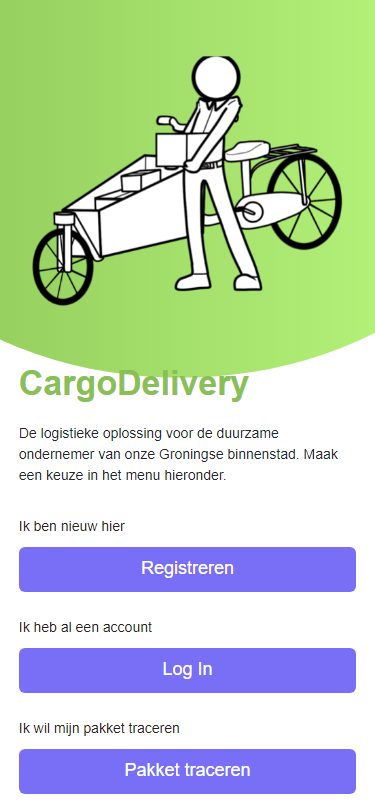 CargoDelivery
De logistieke oplossing voor de duurzame
ondernemer van onze Groningse binnenstad. Maak
een keuze in het menu hieronder.
Ik ben nieuw hier
Registreren
Ik heb al een account
Log In
Ik wil mijn pakket traceren
Pakket traceren